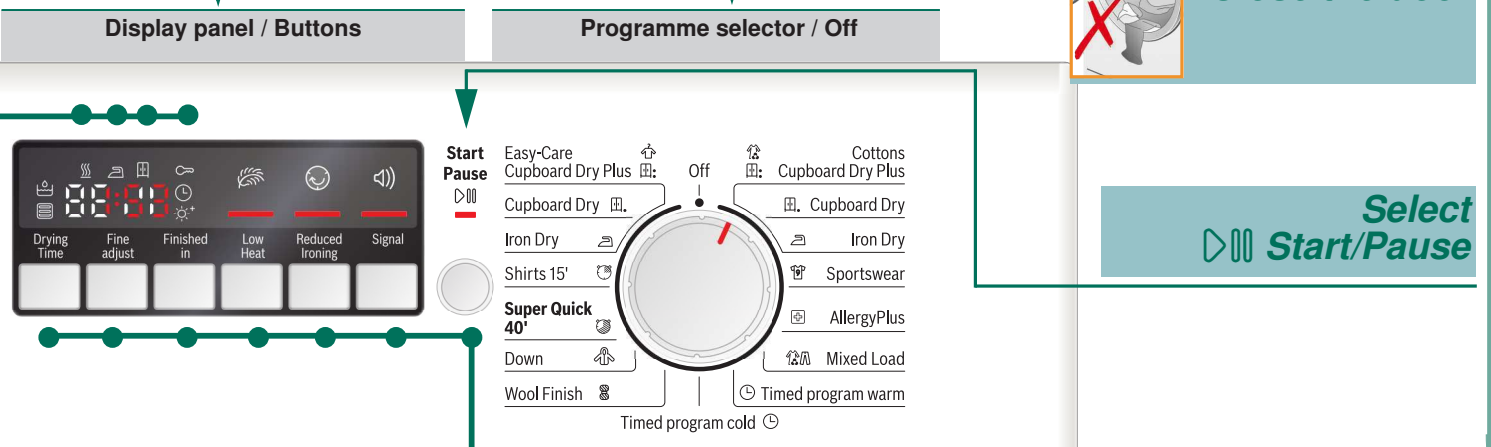 Display panel / Buttons
Programme selector / Off
Start
Pause
Drying
Time
Fine
adjust
Finished
in
Low
Heat
Reduced
Ironing
Signal
Easy-Care
Cupboard Dry Plus
Cupboard Dry
Iron Dry
Shirts 15'
Super Quick
40'
Down
Wool Finish
Off
Timed program cold
Cottons
Cupboard Dry Plus
Cupboard Dry
Iron Dry
Sportswear
AllergyPlus
Mixed Load
Timed program warm
Select
Start/Pause